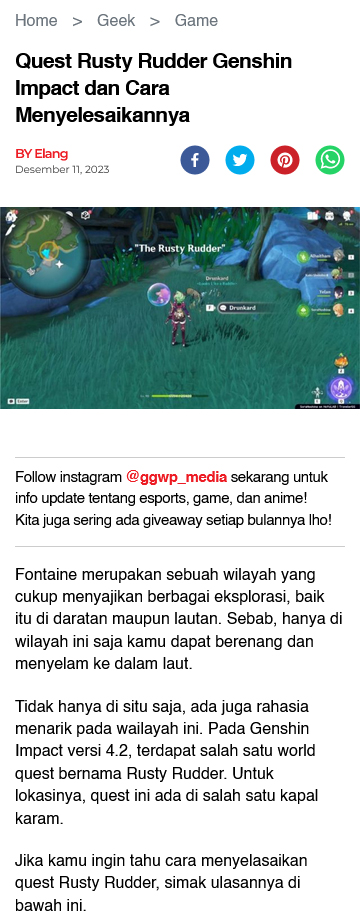 Home > Geek > Game
Quest Rusty Rudder Genshin
Impact dan Cara
Menyelesaikannya
BY Elang
Desember 11, 2023
"The Rusty Rudder"
Drunkard
F Drunkard
Follow instagram @ggwp_media sekarang untuk
info update tentang esports, game, dan anime!
Kita juga sering ada giveaway setiap bulannya lho!
Fontaine merupakan sebuah wilayah yang
cukup menyajikan berbagai eksplorasi, baik
itu di daratan maupun lautan. Sebab, hanya di
wilayah ini saja kamu dapat berenang dan
menyelam ke dalam laut.
Tidak hanya di situ saja, ada juga rahasia
menarik pada wailayah ini. Pada Genshin
Impact versi 4.2, terdapat salah satu world
quest bernama Rusty Rudder. Untuk
lokasinya, quest ini ada di salah satu kapal
karam.
Jika kamu ingin tahu cara menyelasaikan
quest Rusty Rudder, simak ulasannya di
bawah ini.